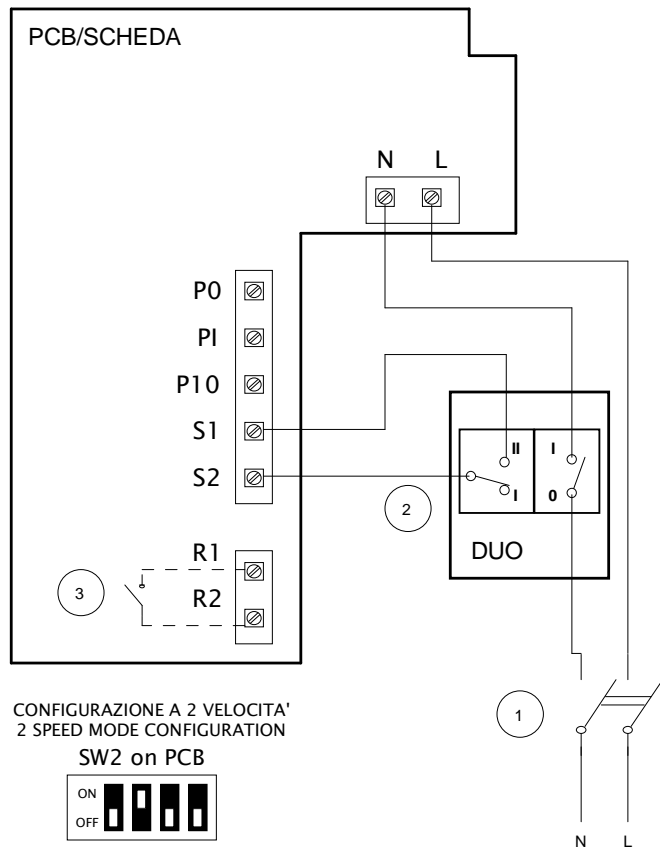 PCB/SCHEDA
N L
P0
PI
P10
S1
S2
R1
R2
II I
I 0
DUO
2
3
1
CONFIGURAZIONE A 2 VELOCITA'
2 SPEED MODE CONFIGURATION
SW2 on PCB
ON
OFF
N L